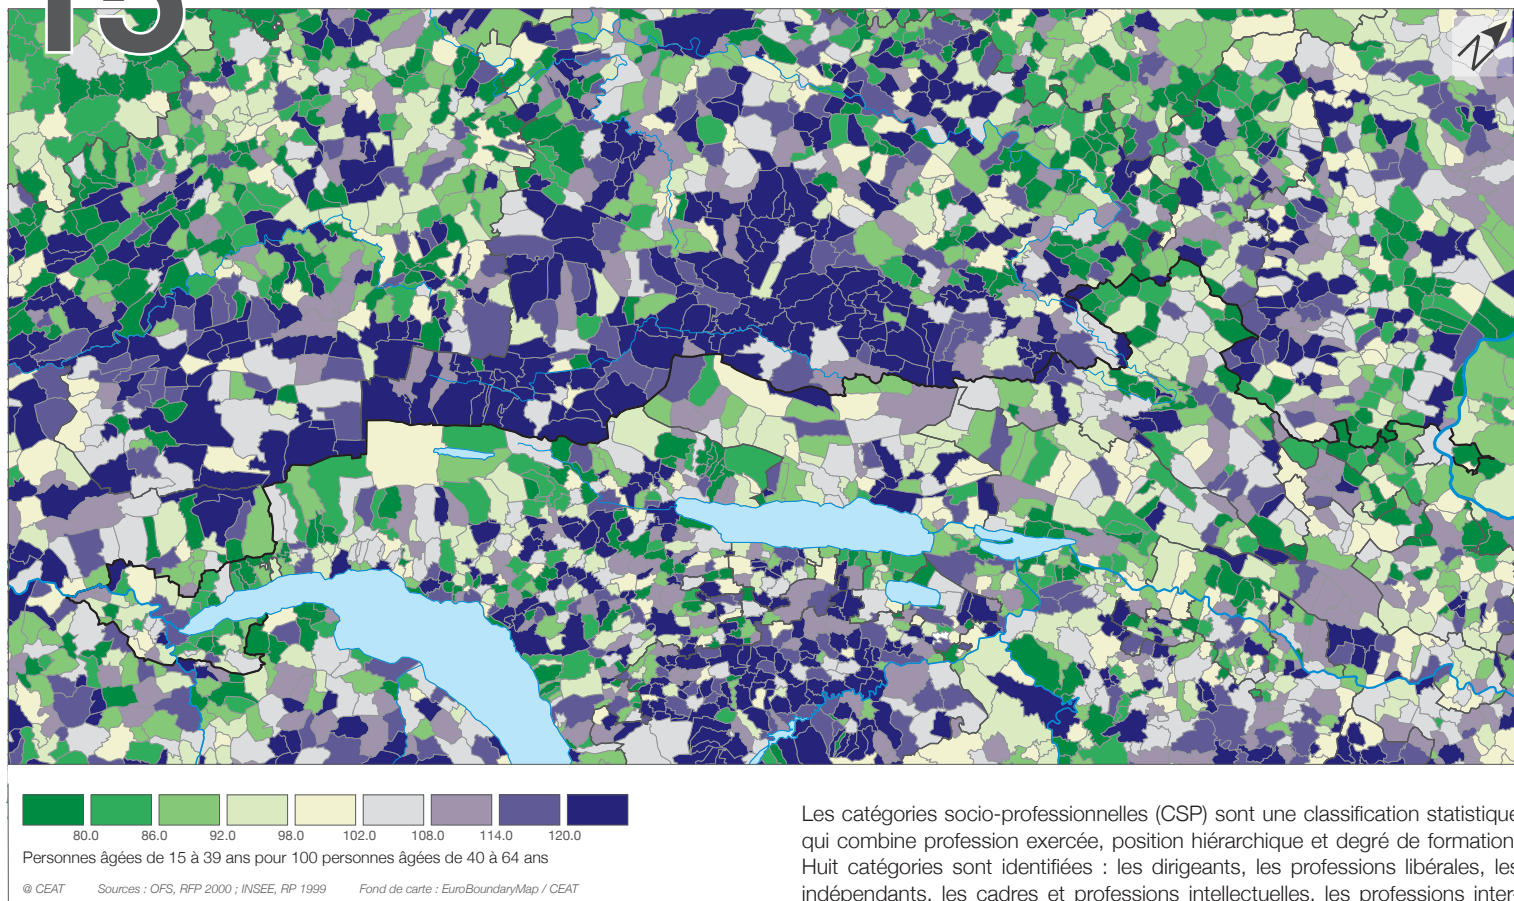 15
N
80.0 86.0 92.0 98.0 102.0 108.0 114.0 120.0
Personnes âgées de 15 à 39 ans pour 100 personnes âgées de 40 à 64 ans
@ CEAT Sources : OFS, RFP 2000 ; INSEE, RP 1999 Fond de carte : EuroBoundaryMap / CEAT
Les catégories socio-professionnelles (CSP) sont une classification statistique
qui combine profession exercée, position hiérarchique et degré de formation
Huit catégories sont identifiées : les dirigeants, les professions libérales, les
indépendants, les cadres et professions intellectuelles, les professions inter-